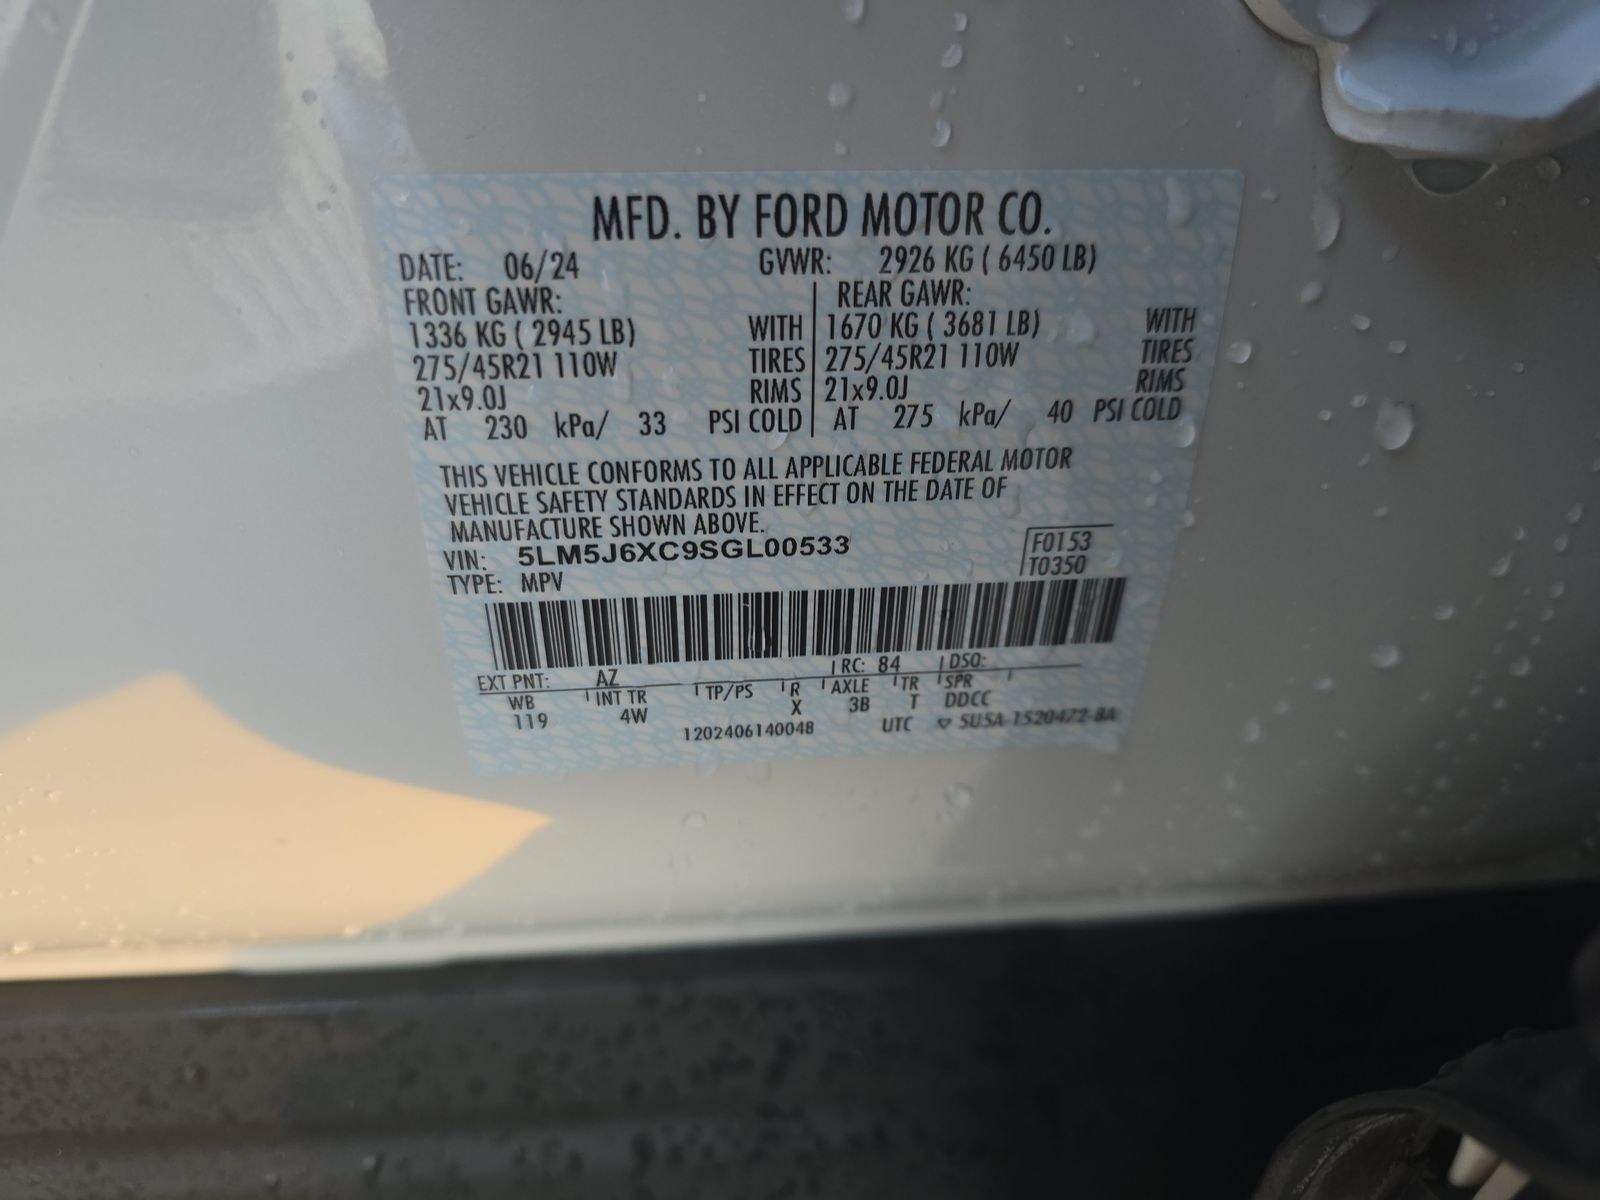 MFD. BY FORD MOTOR CO.
DATE: 06/24 GVWR: 2926 KG ( 6450 LB)
FRONT GAWR: REAR GAWR:
1336 KG ( 2945 LB) WITH 1670 KG ( 3681 LB) WITH
275/45R21 110W TIRES 275/45R21 110W TIRES
21x9.0J RIMS 21x9.0J RIMS
AT 230 kPa/ 33 PSI COLD AT 275 kPa/ 40 PSI COLD
THIS VEHICLE CONFORMS TO ALL APPLICABLE FEDERAL MOTOR
VEHICLE SAFETY STANDARDS IN EFFECT ON THE DATE OF
MANUFACTURE SHOWN ABOVE.
VIN: 5LM5J6XC9SGL00533 F0153
TYPE: MPV T0350
EXT PNT: AZ RC: 84 DSO:
WB INT TR TP/PS R AXLE TR SPR
119 4W X 3B T DDCC
1202406140048 UTC ▽ 5U5A-1520472-BA